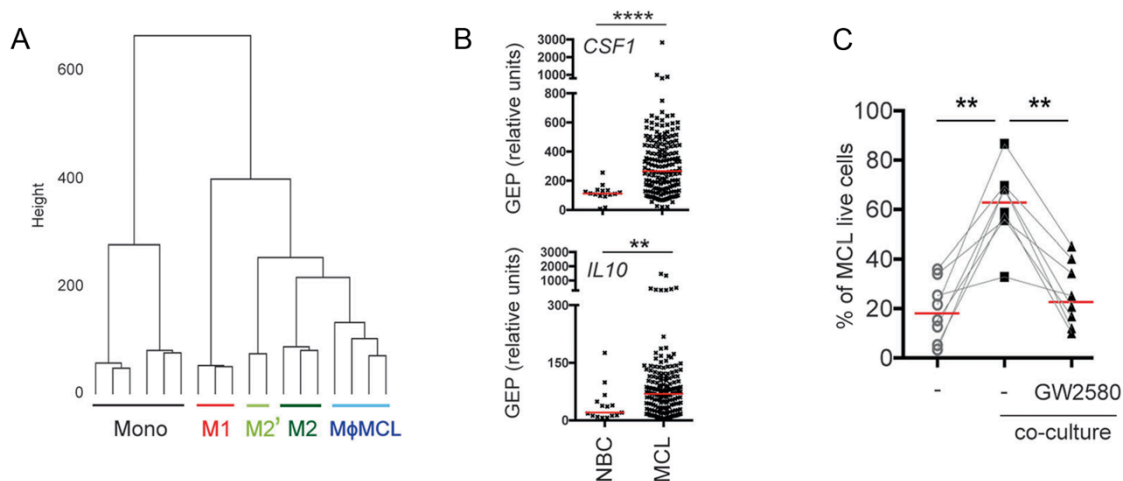 A
Height
600
400
200
0
Mono
M1
M2'
M2
MϕMCL
B
****
CSF1
GEP (relative units)
3000
2000
1000
800
600
400
200
0
**
IL10
GEP (relative units)
3000
2000
1000
300
150
0
NBC
MCL
C
** **
% of MCL live cells
100
80
60
40
20
0
- - GW2580
co-culture